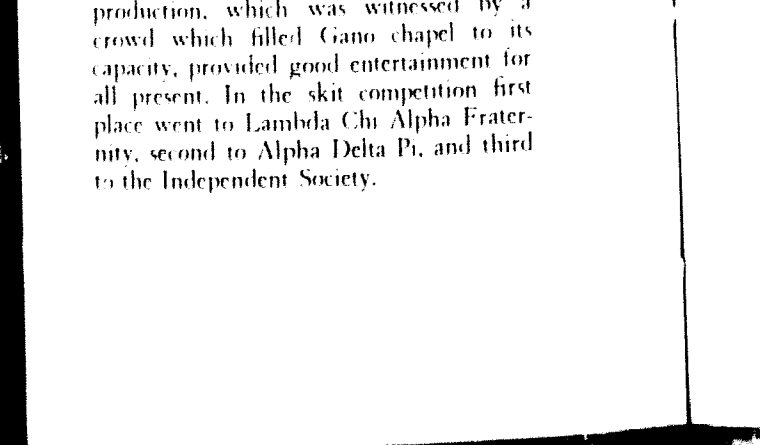 production, which was witnessed by a
crowd which filled Gano chapel to its
capacity, provided good entertainment for
all present. In the skit competition first
place went to Lambda Chi Alpha Frater-
nity, second to Alpha Delta Pi, and third
to the Independent Society.